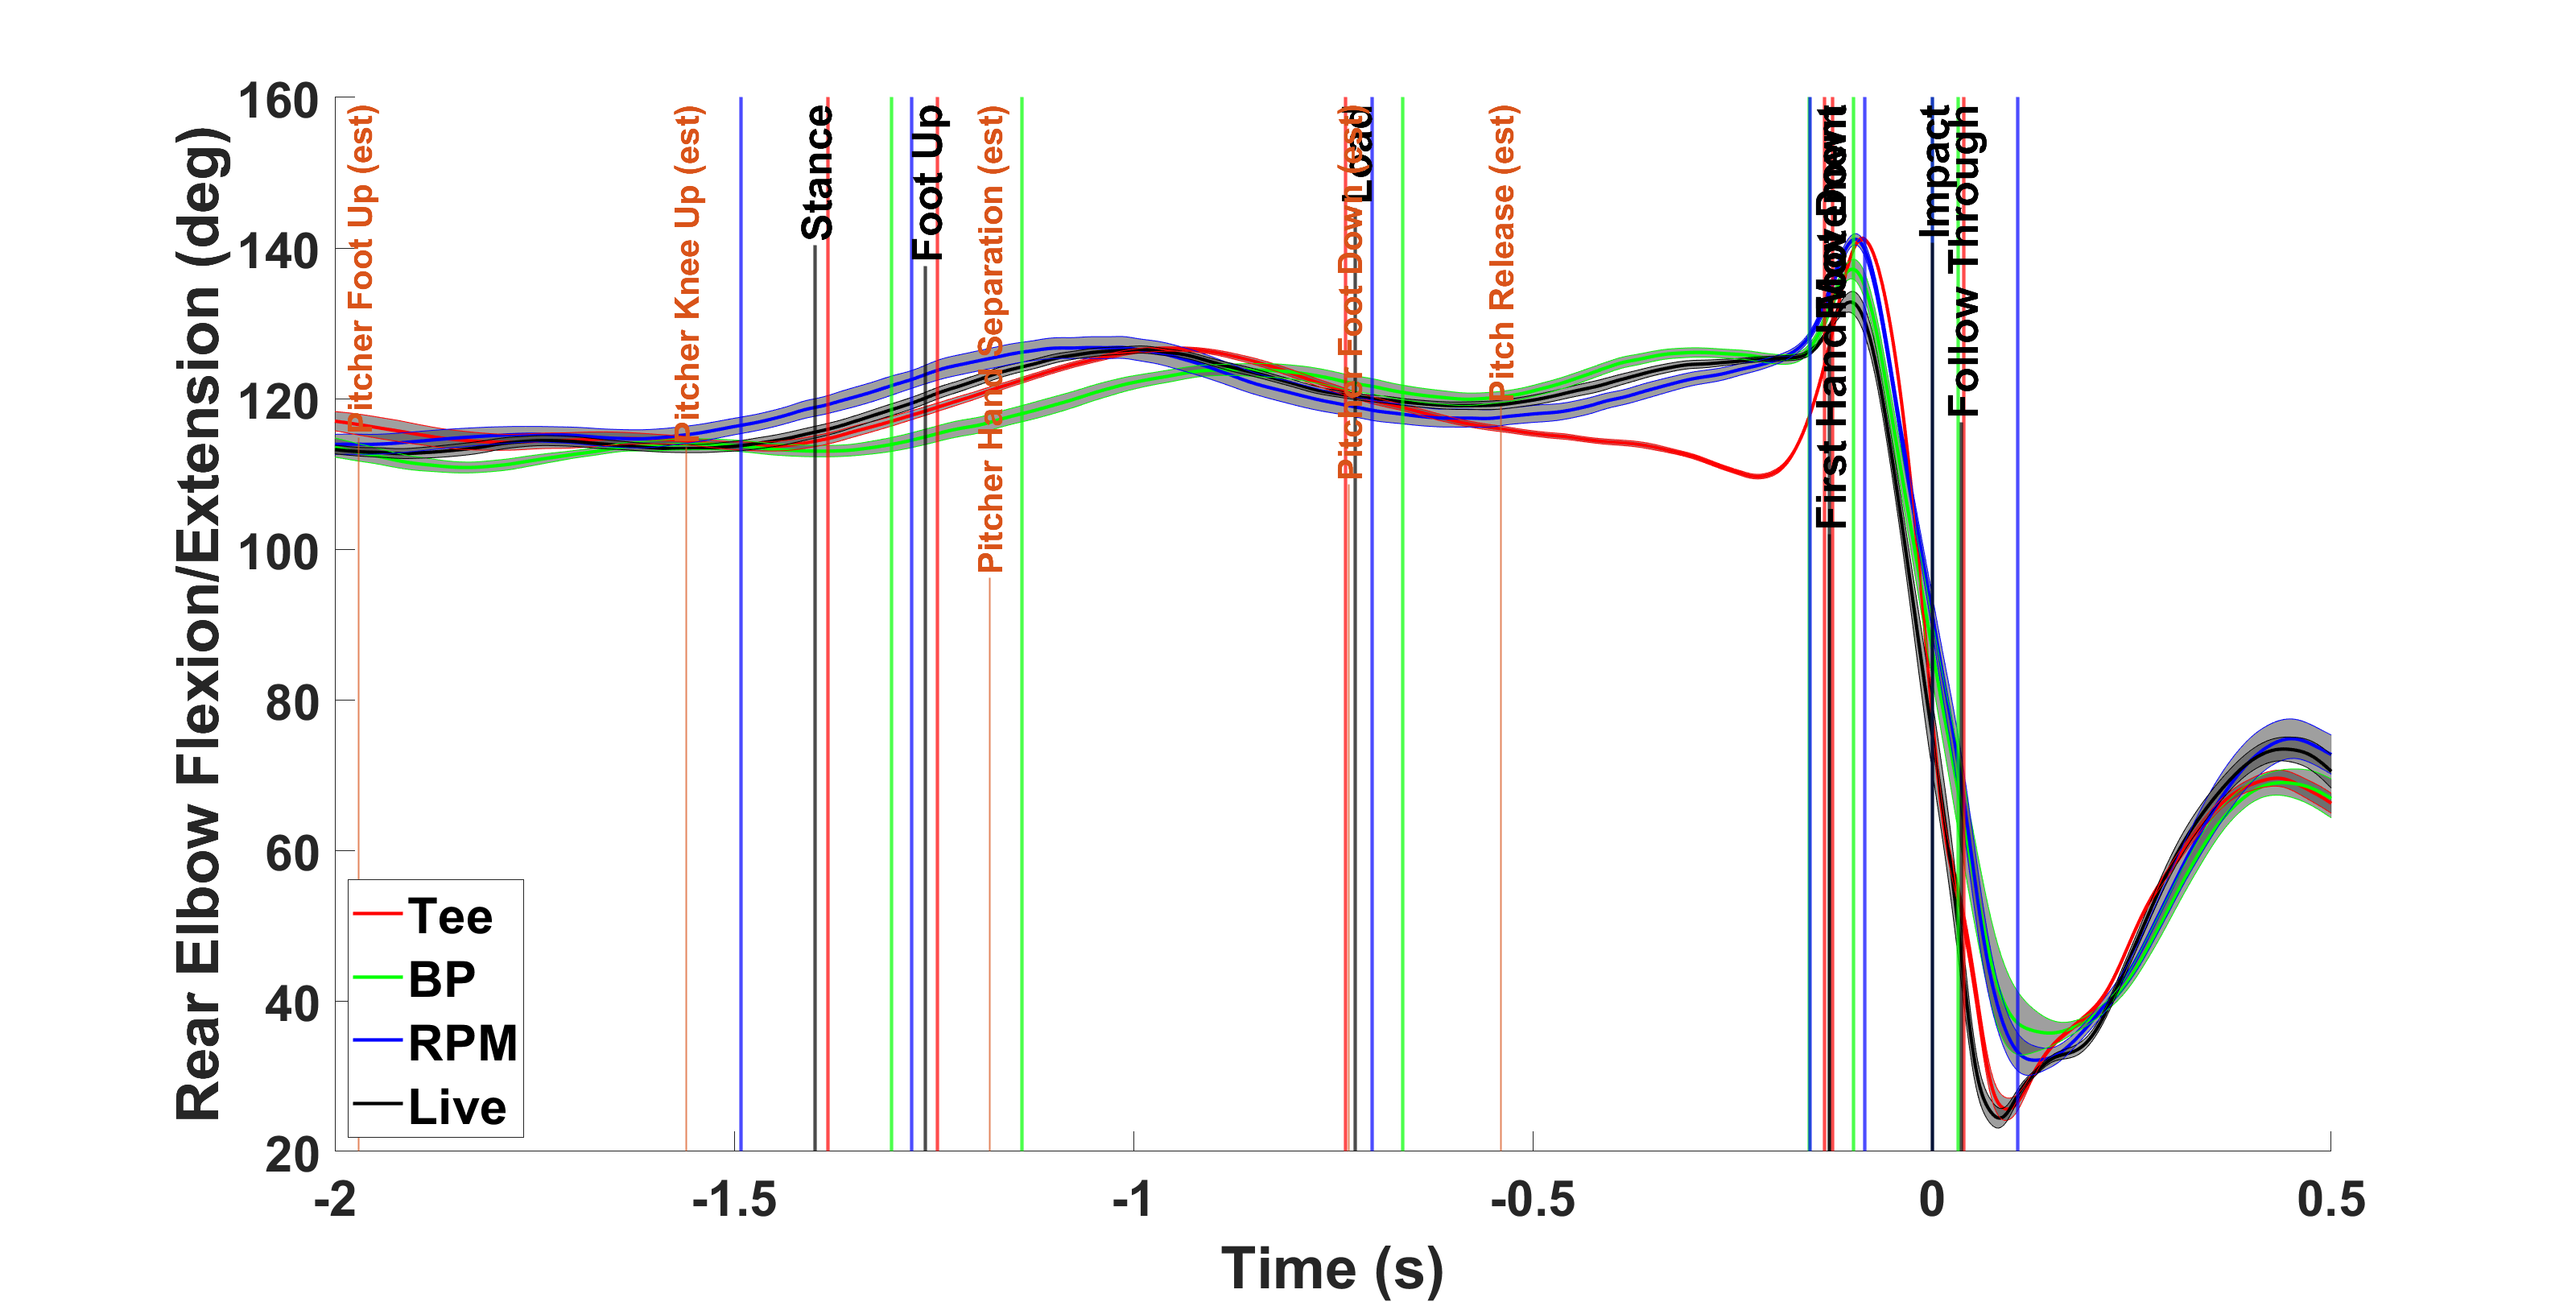 Rear Elbow Flexion/Extension (deg)
160
140
120
100
80
60
40
20
Pitcher Foot Up (est)
Pitcher Knee Up (est)
Stance
Foot Up
Pitcher Hand Separation (est)
Pitcher Foot Down (est)
Load
Pitch Release (est)
First Hand Movement
Down
Impact
Follow Through
Tee
BP
RPM
Live
-2
-1.5
-1
-0.5
0
0.5
Time (s)